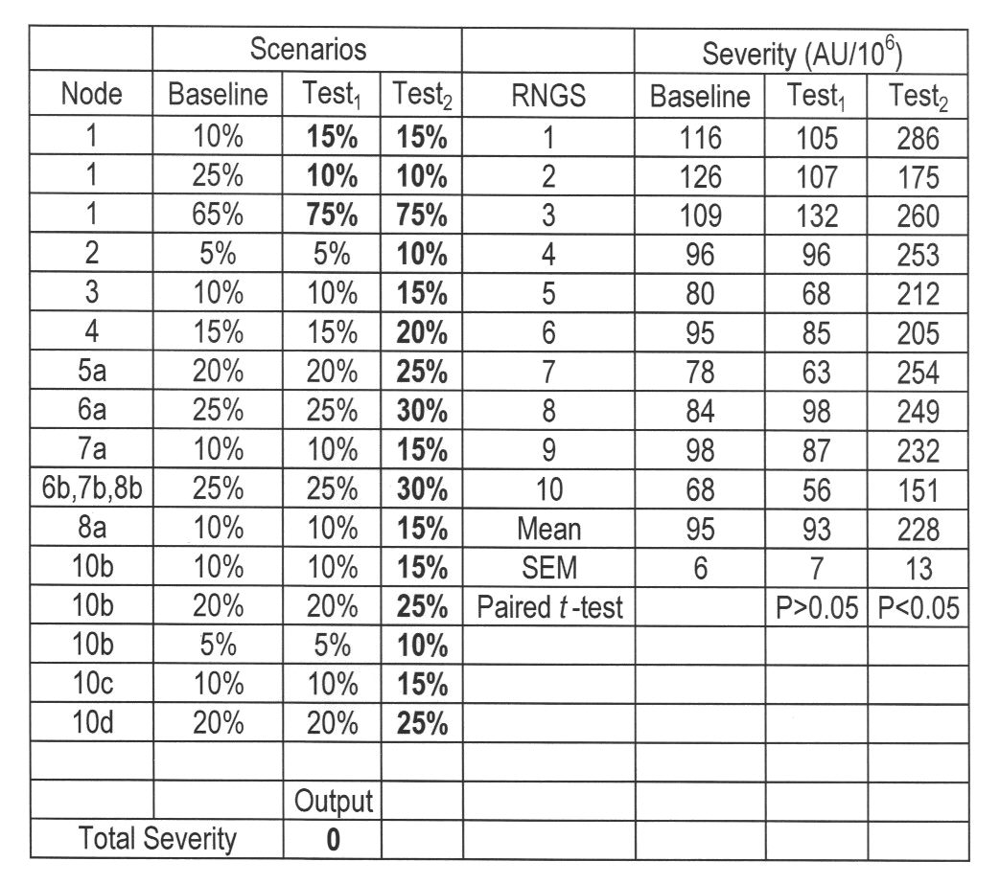 Scenarios Severity (AU/10⁶)
Node Baseline Test₁ Test₂ RNGS Baseline Test₁ Test₂
1 10% 15% 15% 1 116 105 286
1 25% 10% 10% 2 126 107 175
1 65% 75% 75% 3 109 132 260
2 5% 5% 10% 4 96 96 253
3 10% 10% 15% 5 80 68 212
4 15% 15% 20% 6 95 85 205
5a 20% 20% 25% 7 78 63 254
6a 25% 25% 30% 8 84 98 249
7a 10% 10% 15% 9 98 87 232
6b,7b,8b 25% 25% 30% 10 68 56 151
8a 10% 10% 15% Mean 95 93 228
10b 10% 10% 15% SEM 6 7 13
10b 20% 20% 25% Paired t-test P>0.05 P<0.05
10b 5% 5% 10%
10c 10% 10% 15%
10d 20% 20% 25%
Output
Total Severity 0